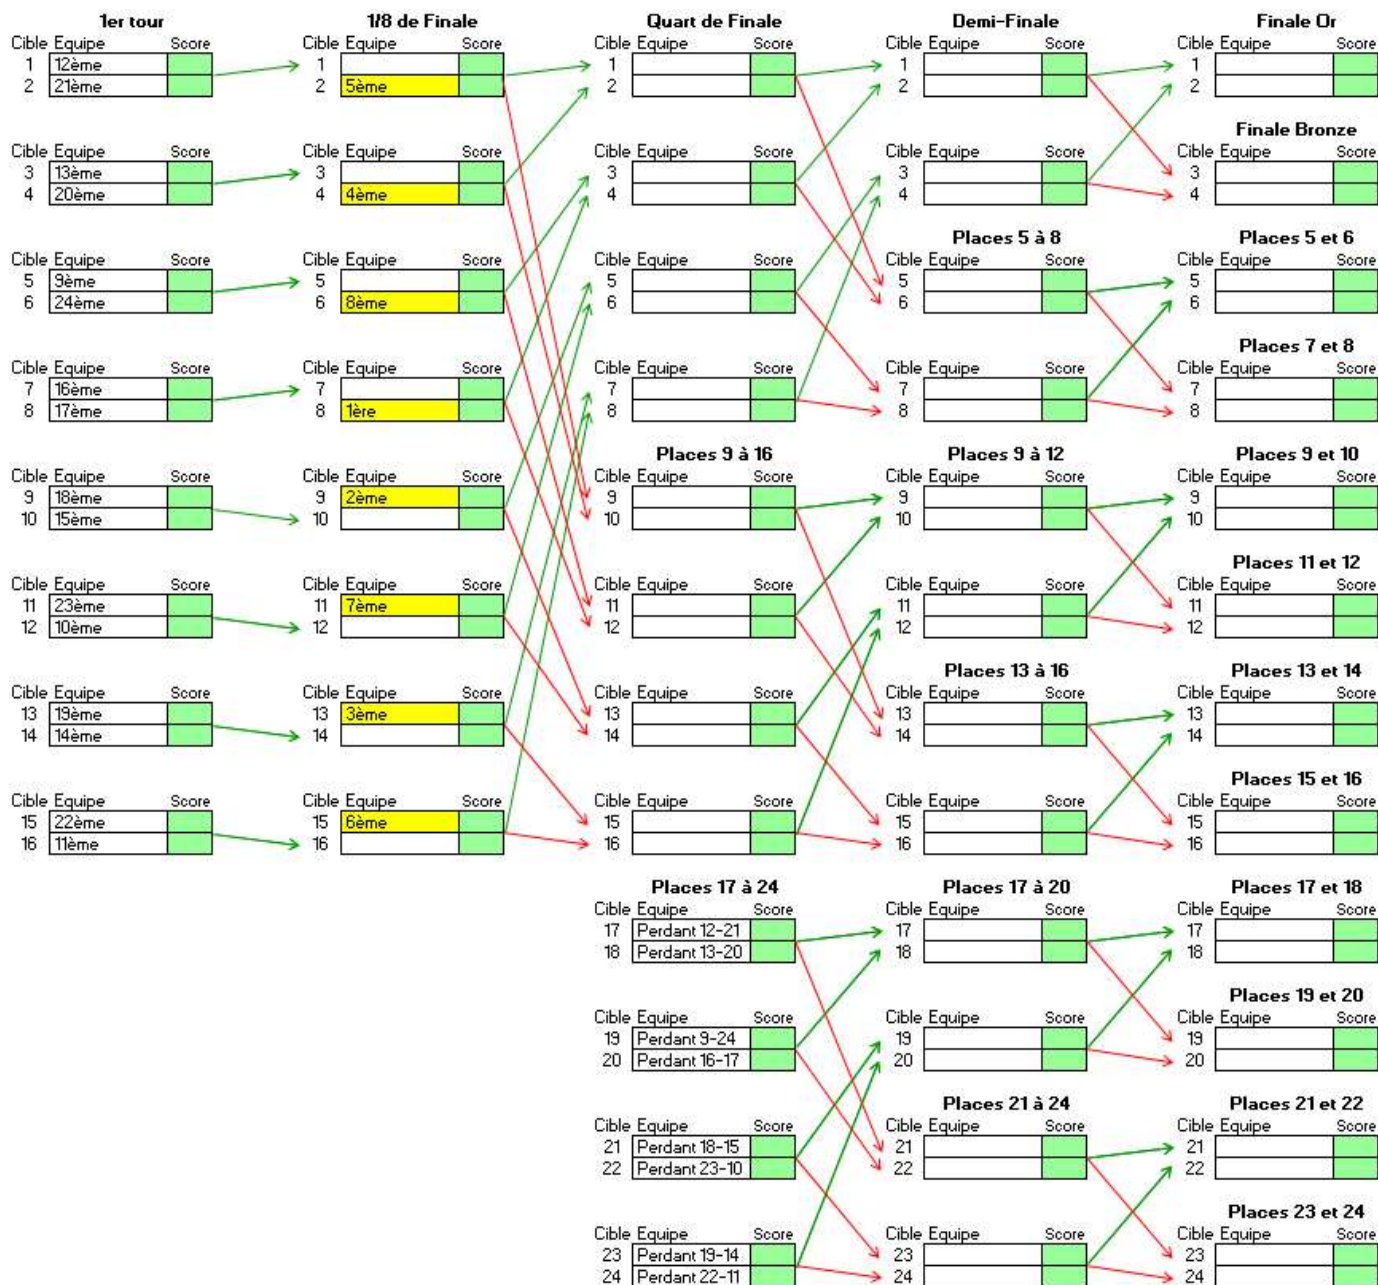 1er tour 1/8 de Finale Quart de Finale Demi-Finale Finale Or
Cible Equipe Score Cible Equipe Score Cible Equipe Score Cible Equipe Score Cible Equipe Score
1 12ème 1 1 1 1
2 21ème 2 5ème 2 2 2
Finale Bronze
Cible Equipe Score Cible Equipe Score Cible Equipe Score Cible Equipe Score Cible Equipe Score
3 13ème 3 3 3 3
4 20ème 4 4ème 4 4 4
Places 5 à 8 Places 5 et 6
Cible Equipe Score Cible Equipe Score Cible Equipe Score Cible Equipe Score Cible Equipe Score
5 9ème 5 5 5 5
6 24ème 6 8ème 6 6 6
Places 7 et 8
Cible Equipe Score Cible Equipe Score Cible Equipe Score Cible Equipe Score Cible Equipe Score
7 16ème 7 7 7 7
8 17ème 8 1ère 8 8 8
Places 9 à 16 Places 9 à 12 Places 9 et 10
Cible Equipe Score Cible Equipe Score Cible Equipe Score Cible Equipe Score Cible Equipe Score
9 18ème 9 2ème 9 9 9
10 15ème 10 10 10 10
Places 11 et 12
Cible Equipe Score Cible Equipe Score Cible Equipe Score Cible Equipe Score Cible Equipe Score
11 23ème 11 7ème 11 11 11
12 10ème 12 12 12 12
Places 13 à 16 Places 13 et 14
Cible Equipe Score Cible Equipe Score Cible Equipe Score Cible Equipe Score Cible Equipe Score
13 19ème 13 3ème 13 13 13
14 14ème 14 14 14 14
Places 15 et 16
Cible Equipe Score Cible Equipe Score Cible Equipe Score Cible Equipe Score Cible Equipe Score
15 22ème 15 6ème 15 15 15
16 11ème 16 16 16 16
Places 17 à 24 Places 17 à 20 Places 17 et 18
Cible Equipe Score Cible Equipe Score Cible Equipe Score
17 Perdant 12-21 17 17
18 Perdant 13-20 18 18
Places 19 et 20
Cible Equipe Score Cible Equipe Score Cible Equipe Score
19 Perdant 9-24 19 19
20 Perdant 16-17 20 20
Places 21 à 24 Places 21 et 22
Cible Equipe Score Cible Equipe Score Cible Equipe Score
21 Perdant 18-15 21 21
22 Perdant 23-10 22 22
Places 23 et 24
Cible Equipe Score Cible Equipe Score Cible Equipe Score
23 Perdant 19-14 23 23
24 Perdant 22-11 24 24